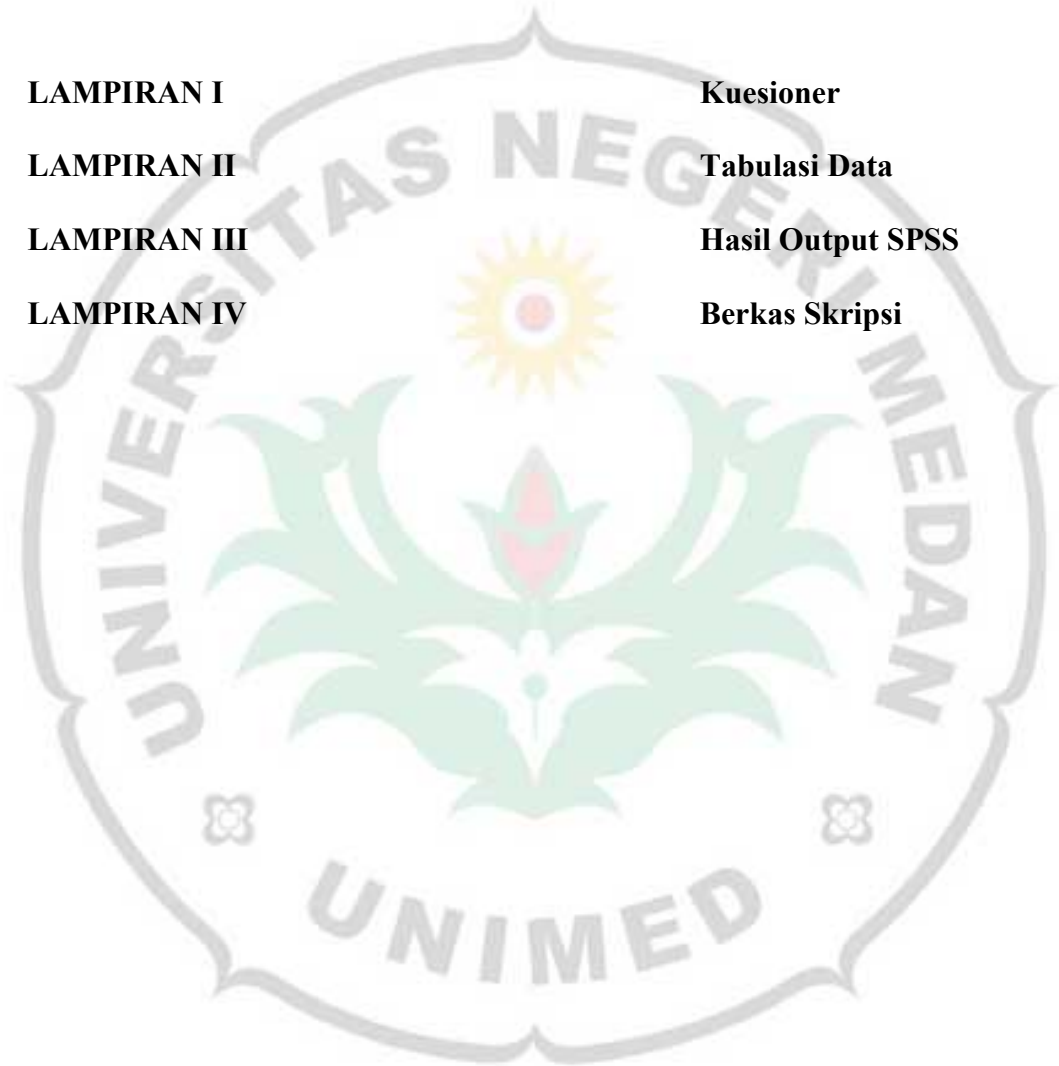 LAMPIRAN I Kuesioner
LAMPIRAN II Tabulasi Data
LAMPIRAN III Hasil Output SPSS
LAMPIRAN IV Berkas Skripsi
UNIVERSITAS NEGERI MEDAN
UNIMED